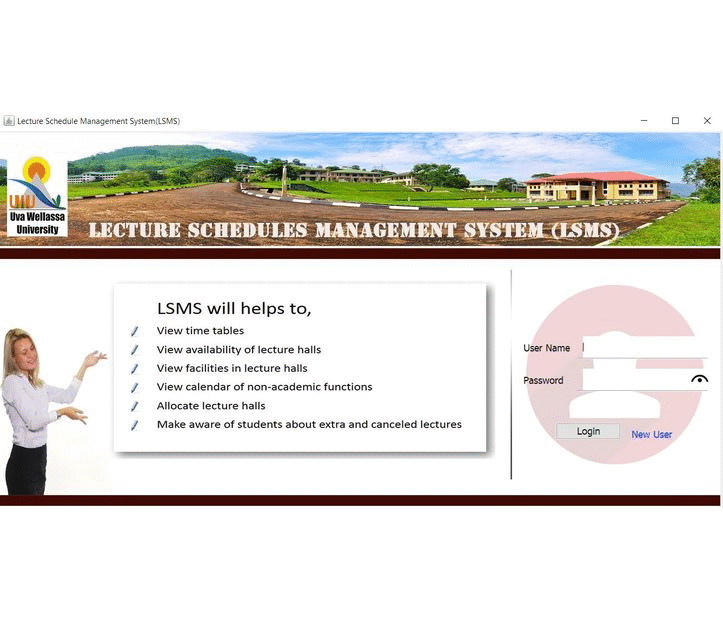 Lecture Schedule Management System(LSMS)
UWU
Uva Wellassa
University
LECTURE SCHEDULES MANAGEMENT SYSTEM (LSMS)
LSMS will helps to,
View time tables
View availability of lecture halls
View facilities in lecture halls
View calendar of non-academic functions
Allocate lecture halls
Make aware of students about extra and canceled lectures
User Name
Password
Login
New User